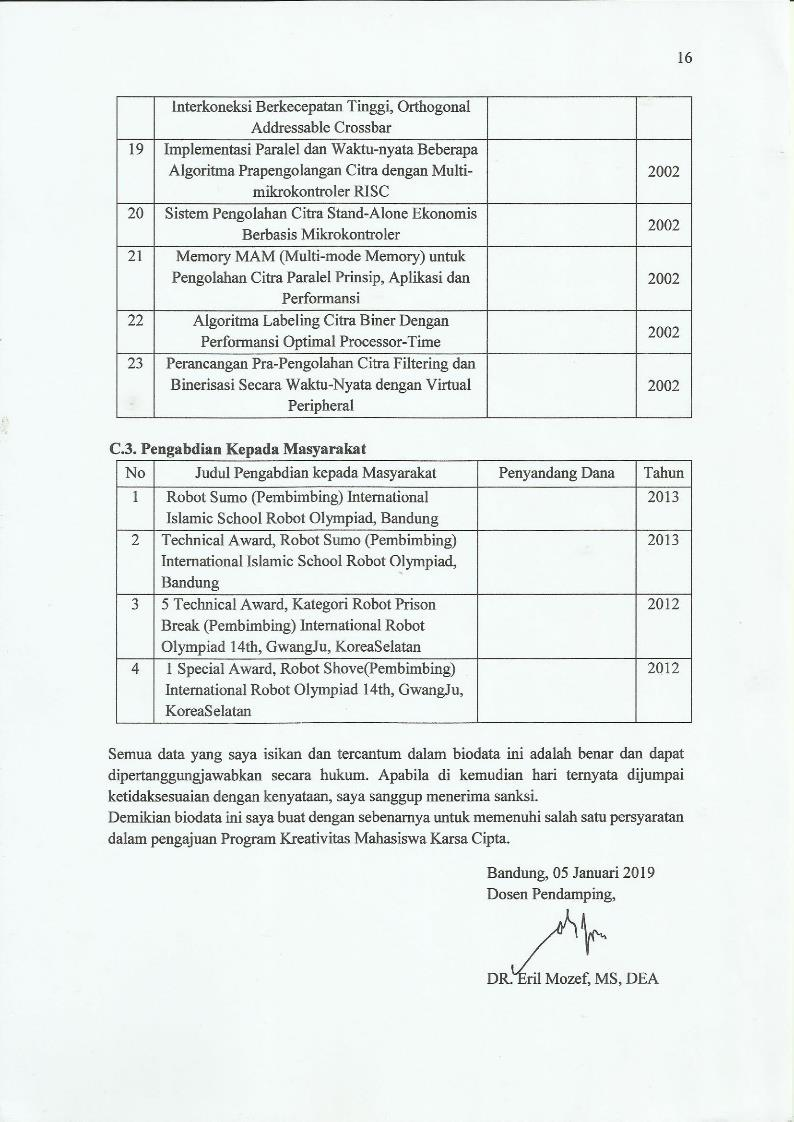 16
Interkoneksi Berkecepatan Tinggi, Orthogonal
Addressable Crossbar
19 Implementasi Paralel dan Waktu-nyata Beberapa
Algoritma Prapengolangan Citra dengan Multi-
mikrokontroler RISC
2002
20 Sistem Pengolahan Citra Stand-Alone Ekonomis
Berbasis Mikrokontroler
2002
21 Memory MAM (Multi-mode Memory) untuk
Pengolahan Citra Paralel Prinsip, Aplikasi dan
Performansi
2002
22 Algoritma Labeling Citra Biner Dengan
Performansi Optimal Processor-Time
2002
23 Perancangan Pra-Pengolahan Citra Filtering dan
Binerisasi Secara Waktu-Nyata dengan Virtual
Peripheral
2002
C.3. Pengabdian Kepada Masyarakat
No Judul Pengabdian kepada Masyarakat Penyandang Dana Tahun
1 Robot Sumo (Pembimbing) International 2013
Islamic School Robot Olympiad, Bandung
2 Technical Award, Robot Sumo (Pembimbing) 2013
International Islamic School Robot Olympiad,
Bandung
3 5 Technical Award, Kategori Robot Prison 2012
Break (Pembimbing) International Robot
Olympiad 14th, GwangJu, KoreaSelatan
4 1 Special Award, Robot Shove(Pembimbing) 2012
International Robot Olympiad 14th, GwangJu,
KoreaSelatan
Semua data yang saya isikan dan tercantum dalam biodata ini adalah benar dan dapat
dipertanggungjawabkan secara hukum. Apabila di kemudian hari ternyata dijumpai
ketidaksesuaian dengan kenyataan, saya sanggup menerima sanksi.
Demikian biodata ini saya buat dengan sebenarnya untuk memenuhi salah satu persyaratan
dalam pengajuan Program Kreativitas Mahasiswa Karsa Cipta.
Bandung, 05 Januari 2019
Dosen Pendamping,
DR. Eril Mozef, MS, DEA